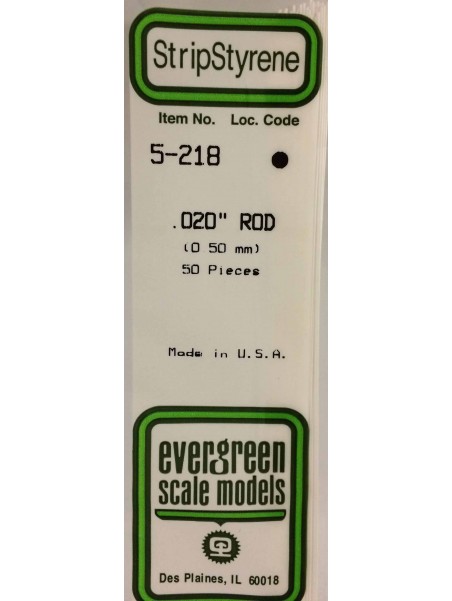 StripStyrene
Item No. Loc. Code
5-218
.020" ROD
(0 50 mm)
50 Pieces
Made in U.S.A.
evergreen
scale models
Des Plaines, IL 60018